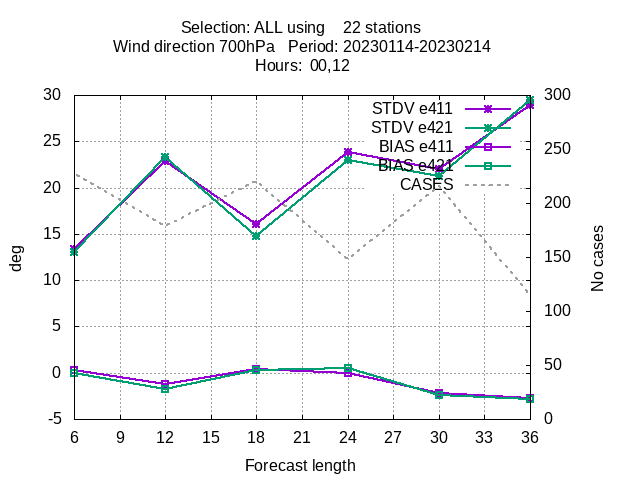 Selection: ALL using 22 stations
Wind direction 700hPa Period: 20230114-20230214
Hours: 00,12
30
25
20
15
10
5
0
-5
deg
300
250
200
150
100
50
0
No cases
STDV e411
STDV e421
BIAS e411
BIAS e421
CASES
6 9 12 15 18 21 24 27 30 33 36
Forecast length